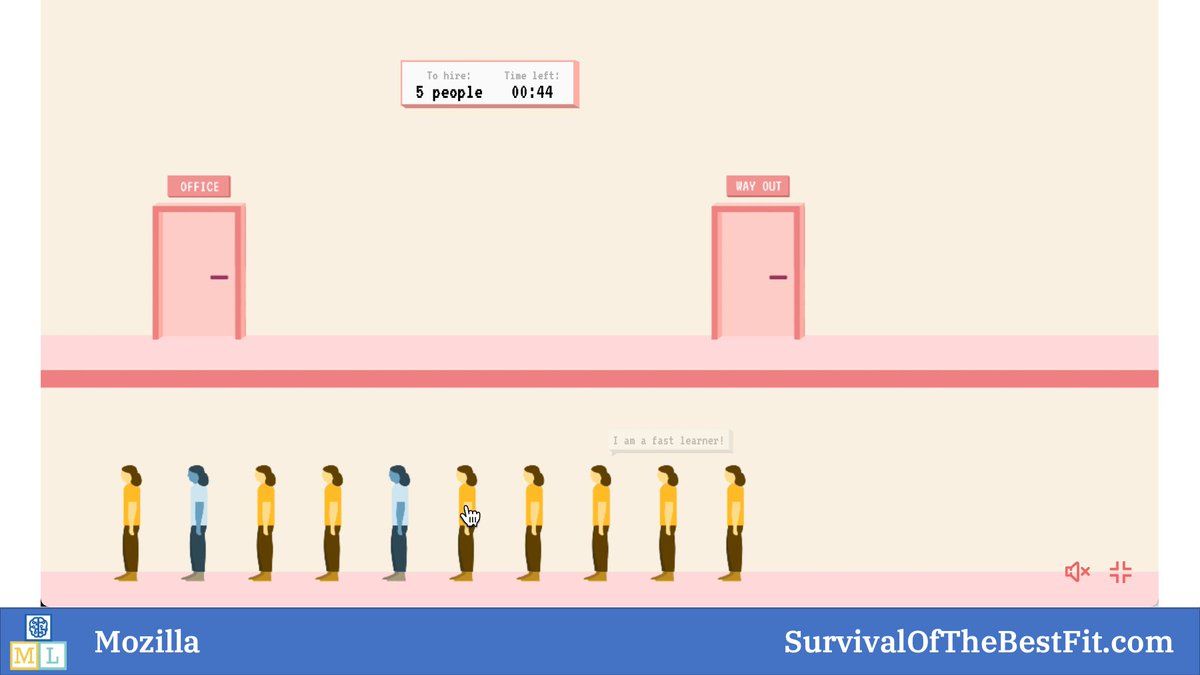 To hire: Time left:
5 people 00:44
OFFICE
WAY OUT
I am a fast learner!
M L
Mozilla
SurvivalOfTheBestFit.com